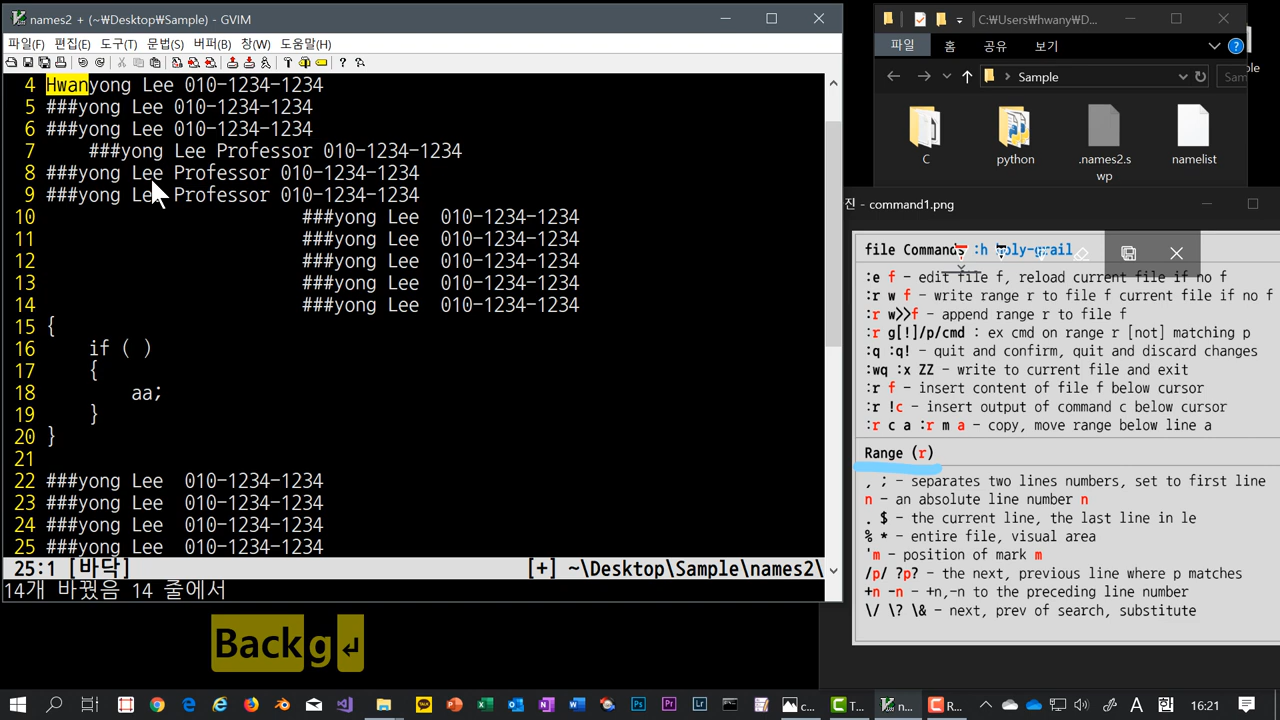 names2 + (~₩Desktop₩Sample) - GVIM
파일(F) 편집(E) 도구(T) 문법(S) 버퍼(B) 창(W) 도움말(H)
4 Hwanyong Lee 010-1234-1234
5 ###yong Lee 010-1234-1234
6 ###yong Lee 010-1234-1234
7     ###yong Lee Professor 010-1234-1234
8 ###yong Lee Professor 010-1234-1234
9 ###yong Lee Professor 010-1234-1234
10                         ###yong Lee  010-1234-1234
11                         ###yong Lee  010-1234-1234
12                         ###yong Lee  010-1234-1234
13                         ###yong Lee  010-1234-1234
14                         ###yong Lee  010-1234-1234
15 {
16     if ( )
17     {
18         aa;
19     }
20 }
21
22 ###yong Lee  010-1234-1234
23 ###yong Lee  010-1234-1234
24 ###yong Lee  010-1234-1234
25 ###yong Lee  010-1234-1234
25:1 [바닥] [+] ~\Desktop\Sample\names2\
14개 바꿨음 14 줄에서
Backg ↵
C:₩Users₩hwany₩D...
파일 홈 공유 보기
Sample
Sam
C
python
.names2.swp
namelist
진 - command1.png
file Commands :h holy-grail
:e f - edit file f, reload current file if no f
:r w f - write range r to file f current file if no f
:r w>>f - append range r to file f
:r g[!]/p/cmd : ex cmd on range r [not] matching p
:q :q! - quit and confirm, quit and discard changes
:wq :x ZZ - write to current file and exit
:r f - insert content of file f below cursor
:r !c - insert output of command c below cursor
:r c a :r m a - copy, move range below line a
Range (r)
, ; - separates two lines numbers, set to first line
n - an absolute line number n
. $ - the current line, the last line in le
% * - entire file, visual area
'm - position of mark m
/p/ ?p? - the next, previous line where p matches
+n -n - to the preceding line number
\/ \? \& - next, prev of search, substitute
c...
T...
n...
R...
A
16:21